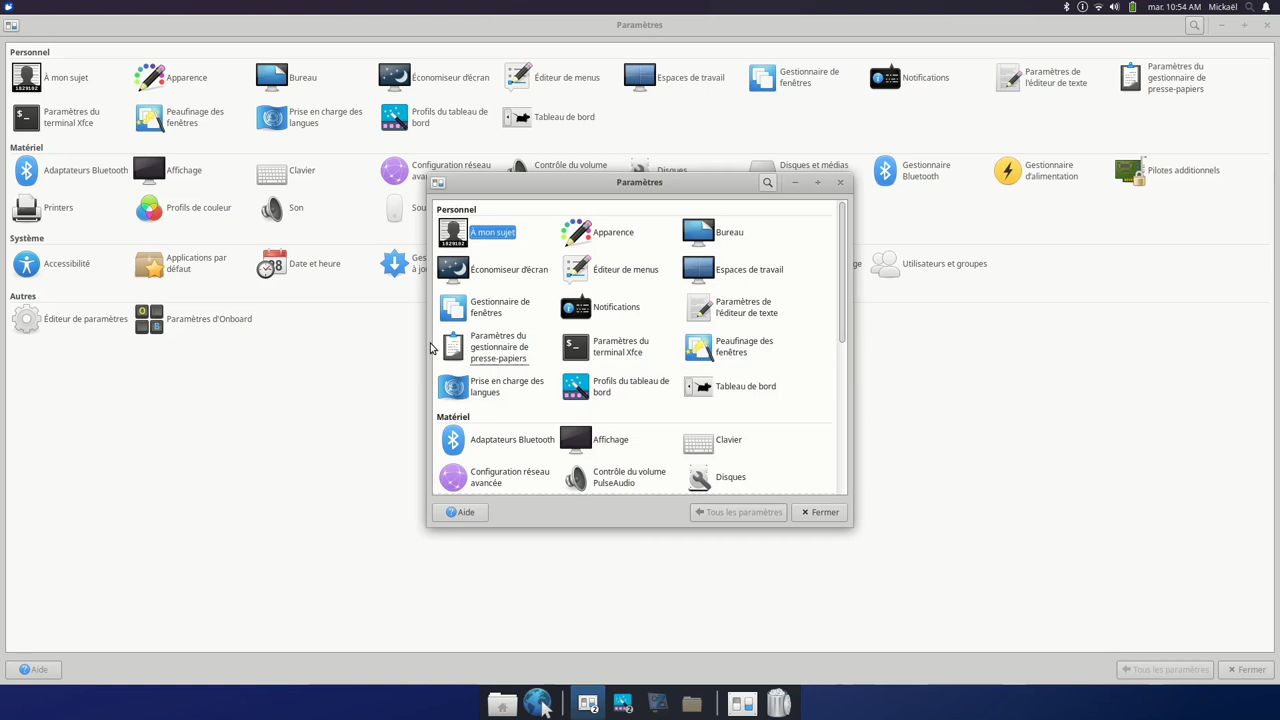 mar. 10:54 AM Mickaël
Paramètres
Personnel
À mon sujet
Apparence
Bureau
Économiseur d'écran
Éditeur de menus
Espaces de travail
Gestionnaire de
fenêtres
Notifications
Paramètres de
l'éditeur de texte
Paramètres du
gestionnaire de
presse-papiers
Paramètres du
terminal Xfce
Peaufinage des
fenêtres
Prise en charge des
langues
Profils du tableau de
bord
Tableau de bord
Matériel
Adaptateurs Bluetooth
Affichage
Clavier
Configuration réseau
Contrôle du volume
Disques
Disques et médias
Gestionnaire
Bluetooth
Gestionnaire
d'alimentation
Pilotes additionnels
Printers
Profils de couleur
Son
Sou
Système
Accessibilité
Applications par
défaut
Date et heure
Utilisateurs et groupes
Autres
Éditeur de paramètres
Paramètres d'Onboard
Paramètres
Personnel
À mon sujet
Apparence
Bureau
Économiseur d'écran
Éditeur de menus
Espaces de travail
Gestionnaire de
fenêtres
Notifications
Paramètres de
l'éditeur de texte
Paramètres du
gestionnaire de
presse-papiers
Paramètres du
terminal Xfce
Peaufinage des
fenêtres
Prise en charge des
langues
Profils du tableau de
bord
Tableau de bord
Matériel
Adaptateurs Bluetooth
Affichage
Clavier
Configuration réseau
avancée
Contrôle du volume
PulseAudio
Disques
Aide
Tous les paramètres
Fermer
Aide
Tous les paramètres
Fermer